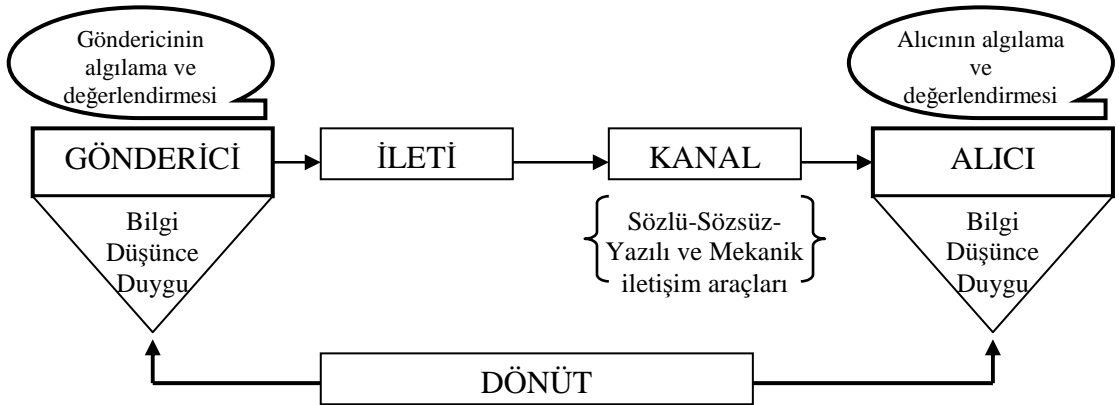 Göndericinin
algılama ve
değerlendirmesi
Alıcının algılama
ve
değerlendirmesi
GÖNDERİCİ
İLETİ
KANAL
ALICI
Bilgi
Düşünce
Duygu
Sözlü-Sözsüz-
Yazılı ve Mekanik
iletişim araçları
Bilgi
Düşünce
Duygu
DÖNÜT